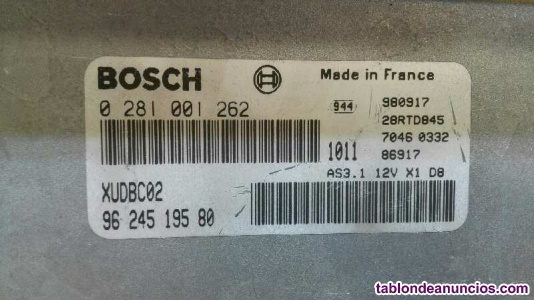 BOSCH
Made in France
0 281 001 262
944
980917
28RTD845
7046 0332
1011
86917
AS3.1 12V X1 D8
XUDBC02
96 245 195 80
tablondeanuncios.com